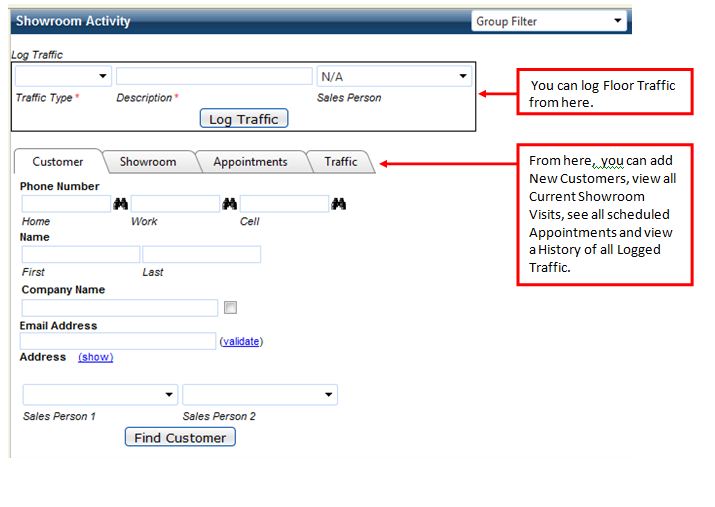 Showroom Activity
Group Filter
Log Traffic
N/A
Traffic Type * Description * Sales Person
Log Traffic
You can log Floor Traffic
from here.
Customer Showroom Appointments Traffic
From here, you can add
New Customers, view all
Current Showroom
Visits, see all scheduled
Appointments and view
a History of all Logged
Traffic.
Phone Number
Home Work Cell
Name
First Last
Company Name
Email Address
(validate)
Address (show)
Sales Person 1 Sales Person 2
Find Customer